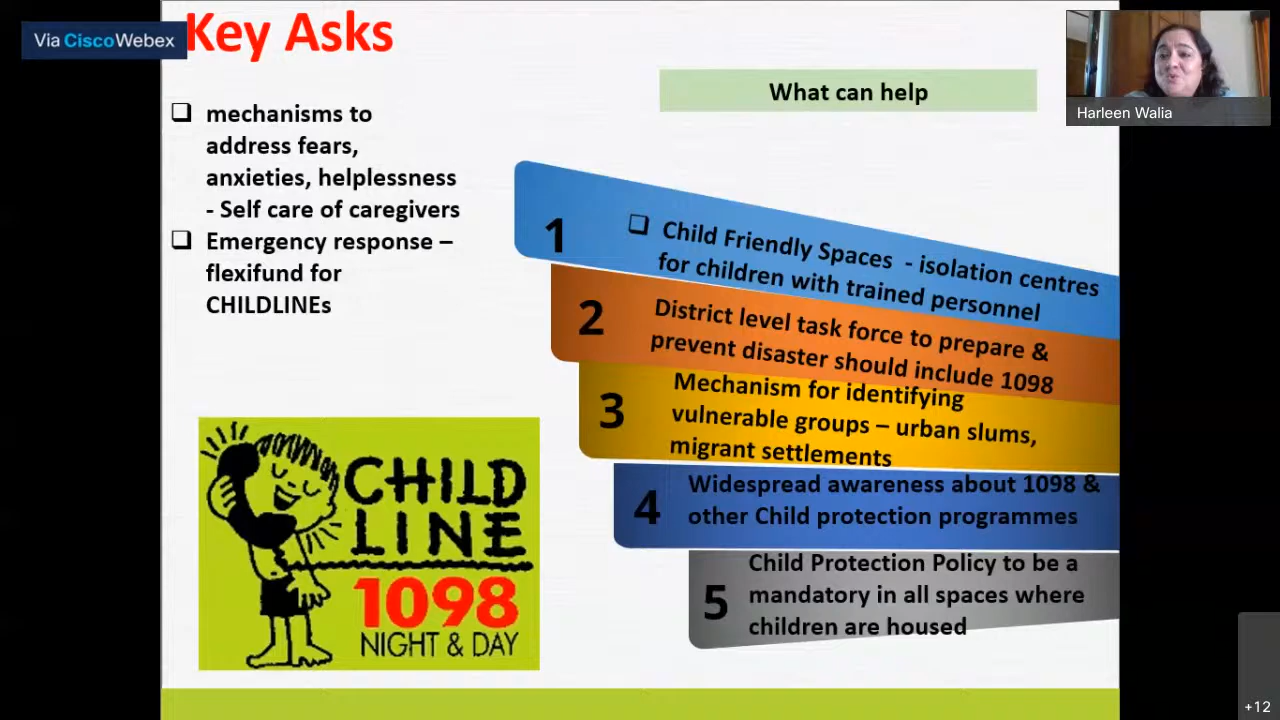 Key Asks
Via CiscoWebex
What can help
Harleen Walia
mechanisms to
address fears,
anxieties, helplessness
- Self care of caregivers
Emergency response –
flexifund for
CHILDLINEs
1
Child Friendly Spaces - isolation centres
for children with trained personnel
2
District level task force to prepare &
prevent disaster should include 1098
3
Mechanism for identifying
vulnerable groups – urban slums,
migrant settlements
4
Widespread awareness about 1098 &
other Child protection programmes
5
Child Protection Policy to be a
mandatory in all spaces where
children are housed
CHILD
LINE
1098
NIGHT & DAY
+12